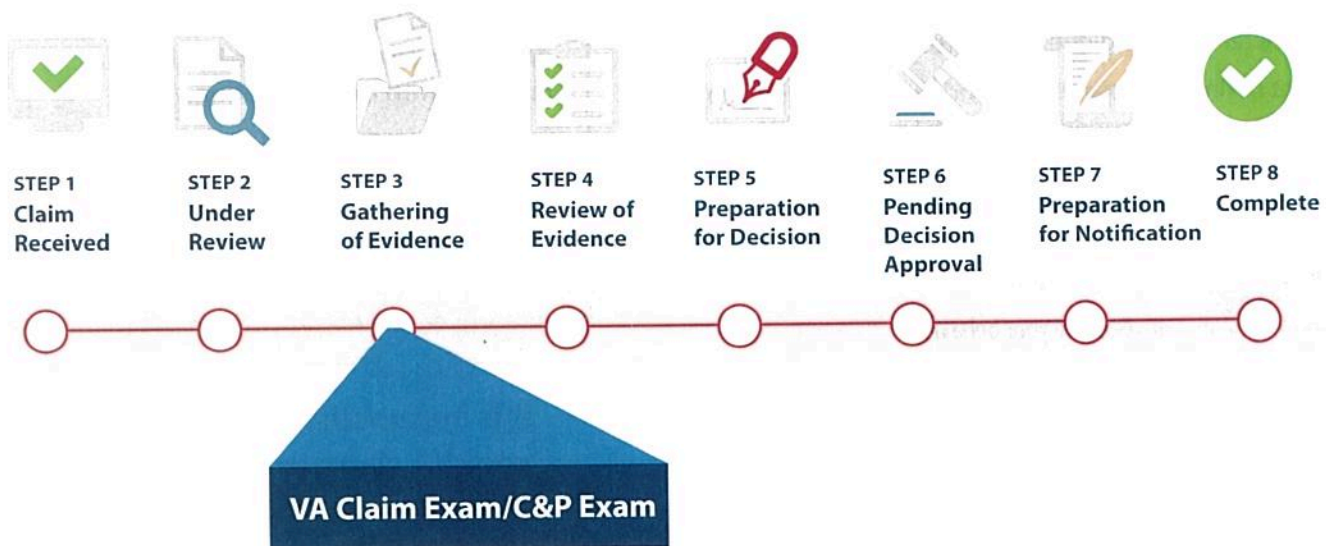 STEP 1
Claim
Received
STEP 2
Under
Review
STEP 3
Gathering
of Evidence
STEP 4
Review of
Evidence
STEP 5
Preparation
for Decision
STEP 6
Pending
Decision
Approval
STEP 7
Preparation
for Notification
STEP 8
Complete
VA Claim Exam/C&P Exam